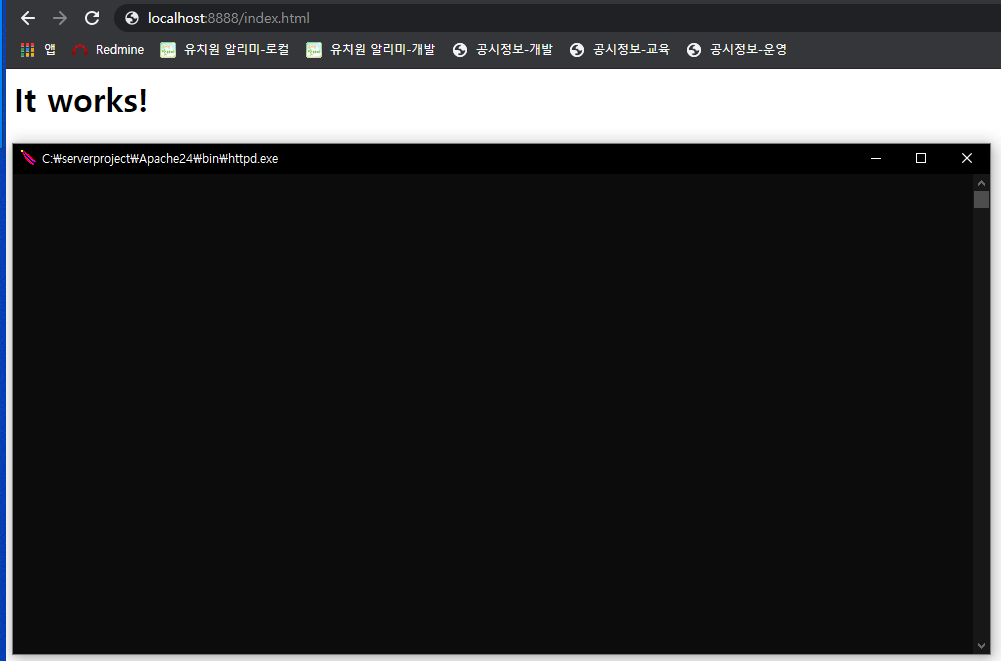 localhost:8888/index.html
앱 Redmine 유치원 알리미-로컬 유치원 알리미-개발 공시정보-개발 공시정보-교육 공시정보-운영
It works!
C:₩serverproject₩Apache24₩bin₩httpd.exe